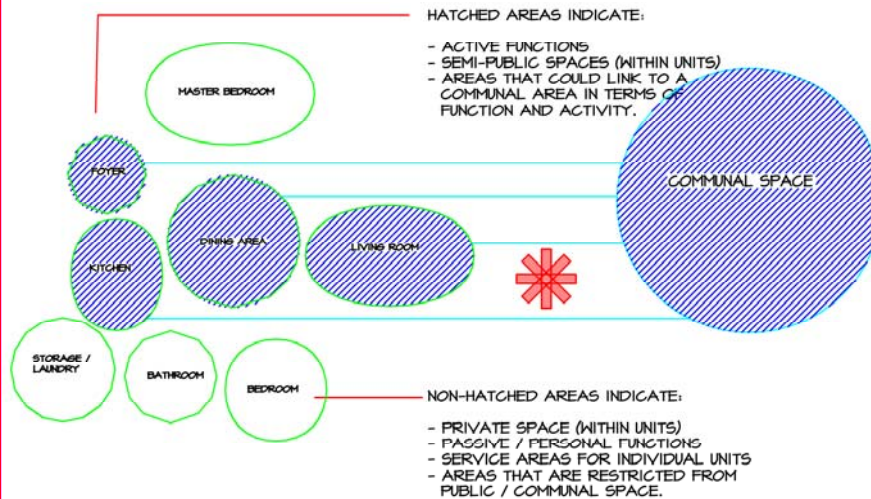 HATCHED AREAS INDICATE:
- ACTIVE FUNCTIONS
- SEMI-PUBLIC SPACES (WITHIN UNITS)
- AREAS THAT COULD LINK TO A
COMMUNAL AREA IN TERMS OF
FUNCTION AND ACTIVITY.
MASTER BEDROOM
FOYER
COMMUNAL SPACE
DINING AREA
LIVING ROOM
KITCHEN
STORAGE /
LAUNDRY
BATHROOM
BEDROOM
NON-HATCHED AREAS INDICATE:
- PRIVATE SPACE (WITHIN UNITS)
- PASSIVE / PERSONAL FUNCTIONS
- SERVICE AREAS FOR INDIVIDUAL UNITS
- AREAS THAT ARE RESTRICTED FROM
PUBLIC / COMMUNAL SPACE.